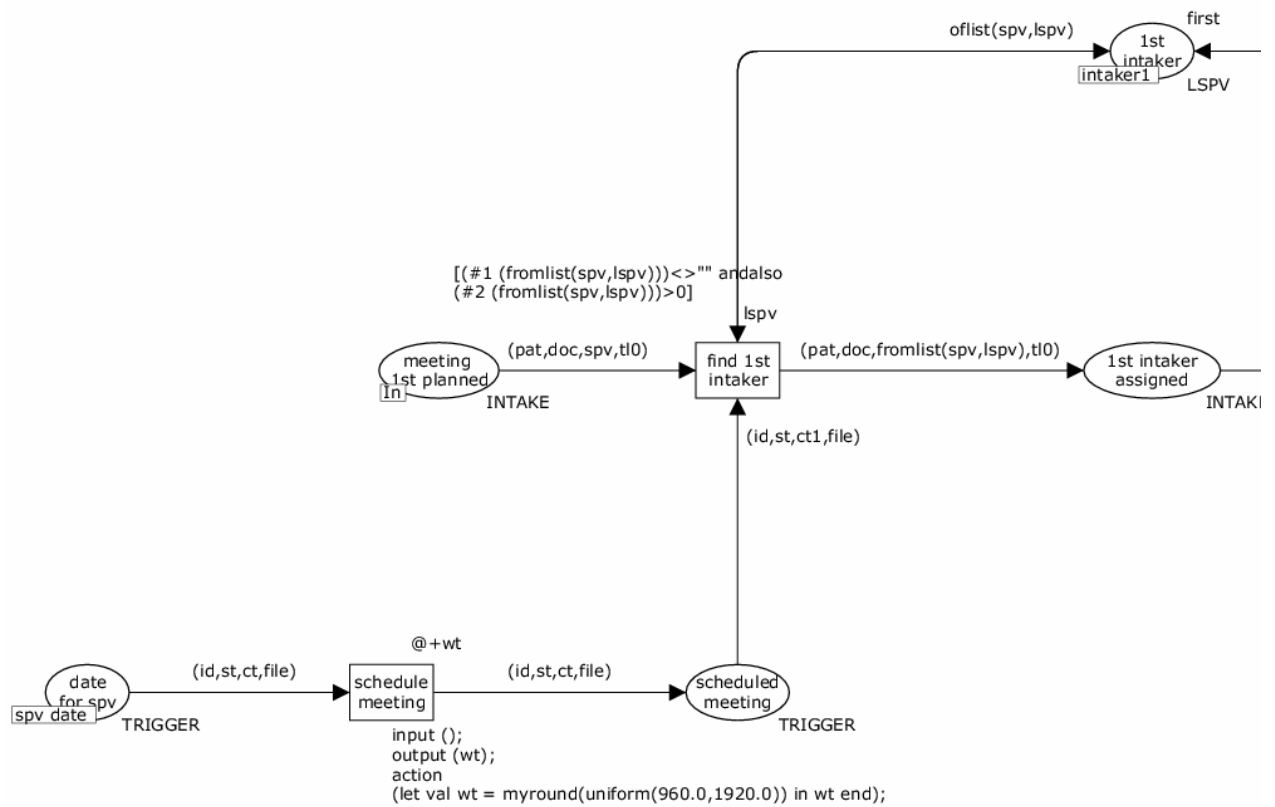 oflist(spv,lspv)
first
1st
intaker
intaker1
LSPV
[(#1 (fromlist(spv,lspv)))<>"" andalso
(#2 (fromlist(spv,lspv)))>0]
lspv
meeting
1st planned
In
INTAKE
(pat,doc,spv,tl0)
find 1st
intaker
(pat,doc,fromlist(spv,lspv),tl0)
1st intaker
assigned
INTAKE
(id,st,ct1,file)
@+wt
date
for spv
spv date
TRIGGER
(id,st,ct,file)
schedule
meeting
(id,st,ct,file)
scheduled
meeting
TRIGGER
input ();
output (wt);
action
(let val wt = myround(uniform(960.0,1920.0)) in wt end);